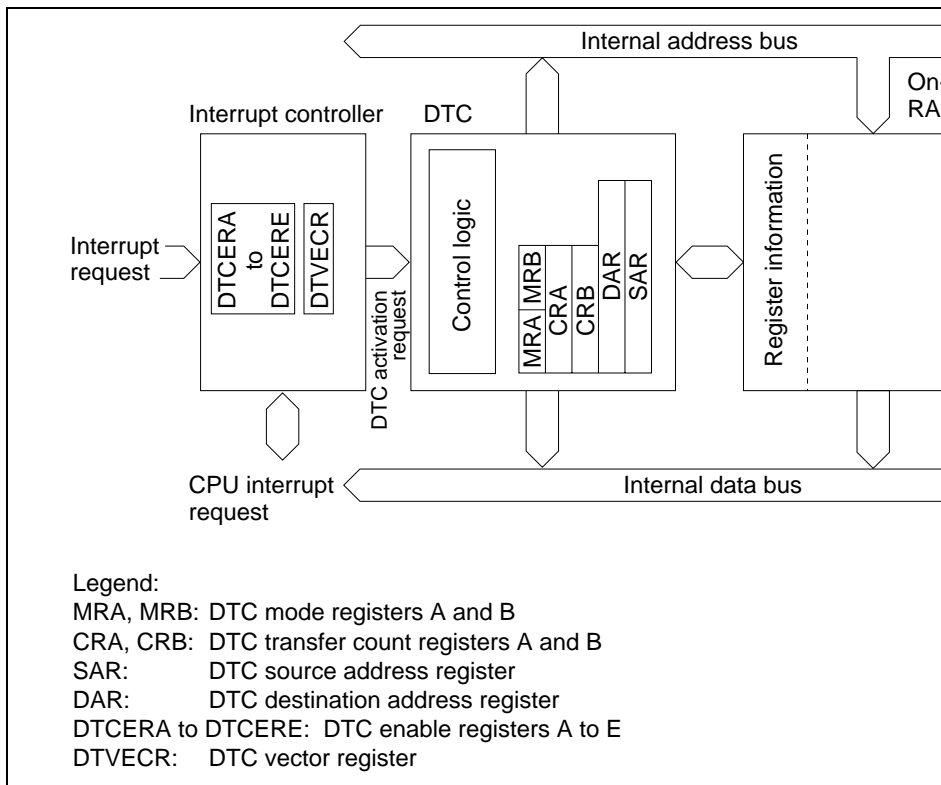 Internal address bus
On-
RA
Interrupt controller
DTC
Interrupt
request
DTCERA
to
DTCERE
DTVECR
DTC activation
request
Control logic
MRA
MRB
CRA
CRB
DAR
SAR
Register information
CPU interrupt
request
Internal data bus
Legend:
MRA, MRB: DTC mode registers A and B
CRA, CRB: DTC transfer count registers A and B
SAR: DTC source address register
DAR: DTC destination address register
DTCERA to DTCERE: DTC enable registers A to E
DTVECR: DTC vector register